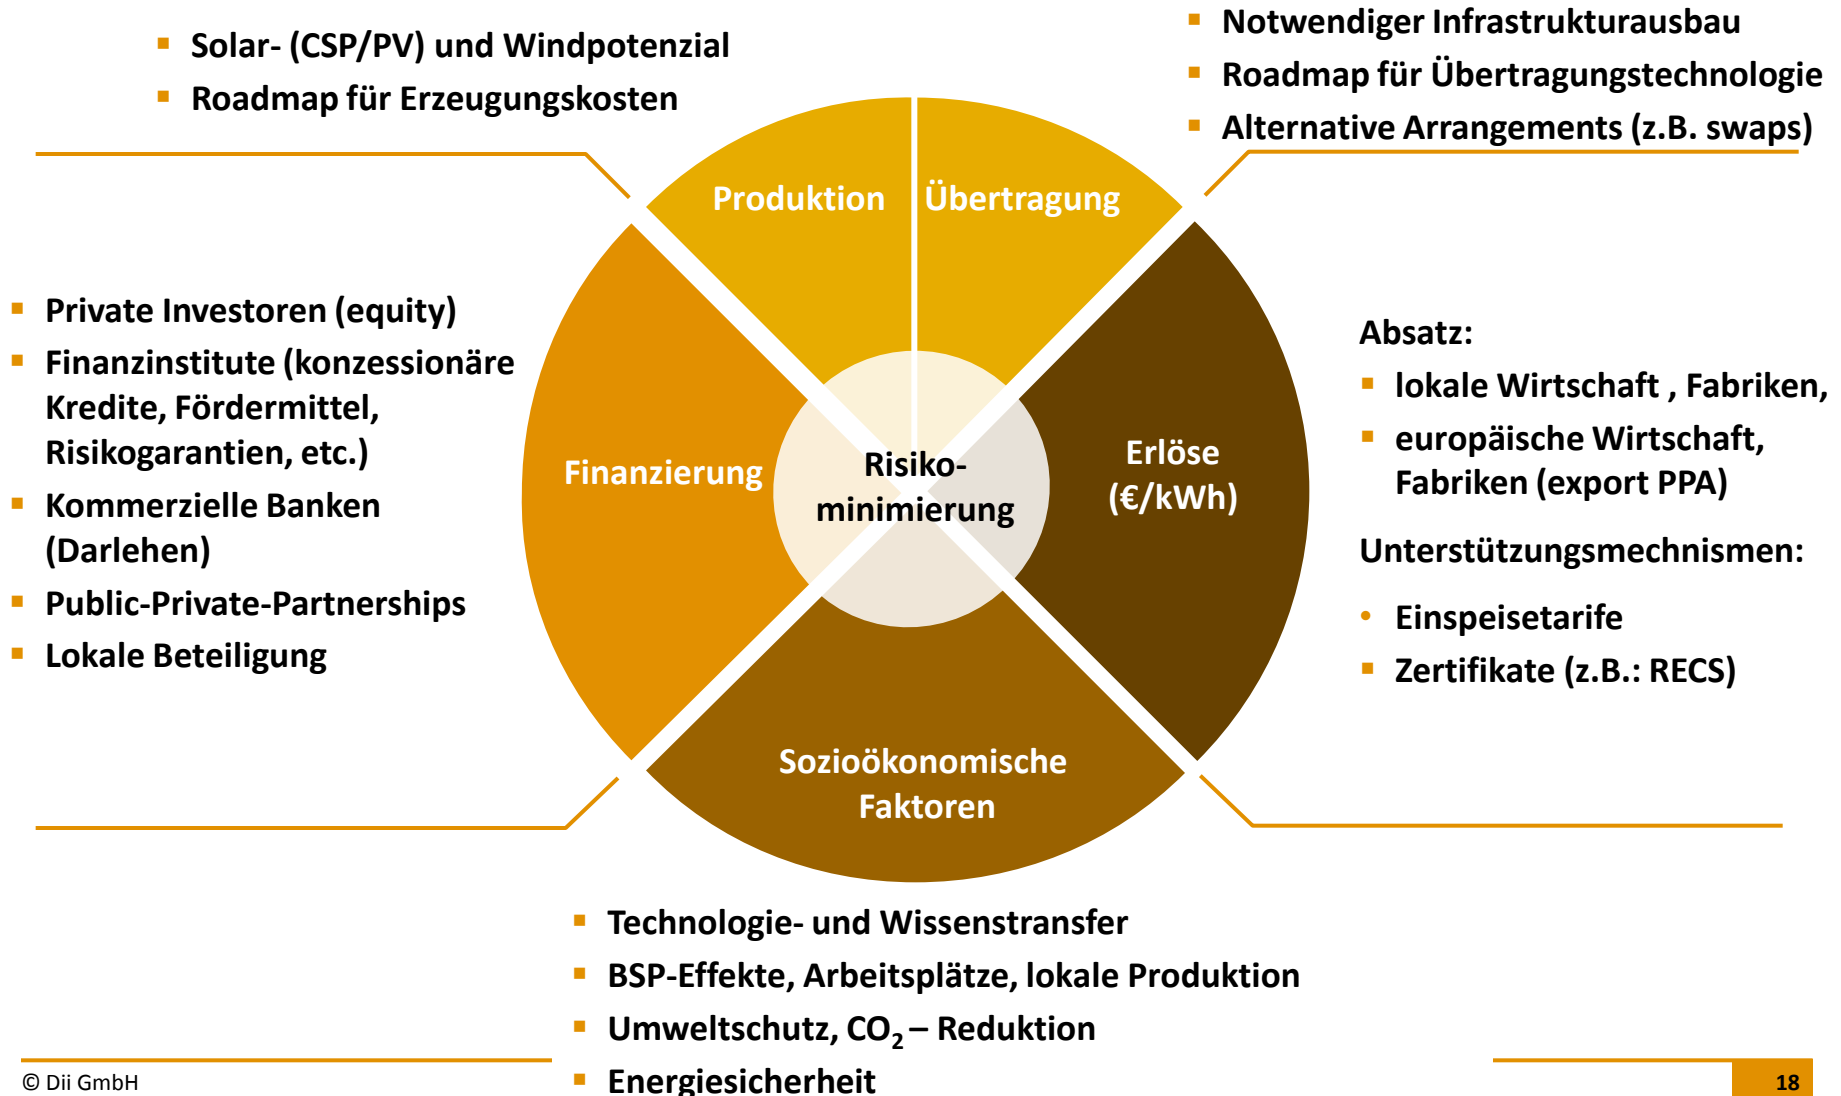 Solar- (CSP/PV) und Windpotenzial
Roadmap für Erzeugungskosten
Notwendiger Infrastrukturausbau
Roadmap für Übertragungstechnologie
Alternative Arrangements (z.B. swaps)
Produktion
Übertragung
Private Investoren (equity)
Finanzinstitute (konzessionäre
Kredite, Fördermittel,
Risikogarantien, etc.)
Kommerzielle Banken
(Darlehen)
Public-Private-Partnerships
Lokale Beteiligung
Finanzierung
Risiko-
minimierung
Erlöse
(€/kWh)
Absatz:
lokale Wirtschaft , Fabriken,
europäische Wirtschaft,
Fabriken (export PPA)
Unterstützungsmechnismen:
Einspeisetarife
Zertifikate (z.B.: RECS)
Sozioökonomische
Faktoren
Technologie- und Wissenstransfer
BSP-Effekte, Arbeitsplätze, lokale Produktion
Umweltschutz, CO₂ – Reduktion
Energiesicherheit
© Dii GmbH
18